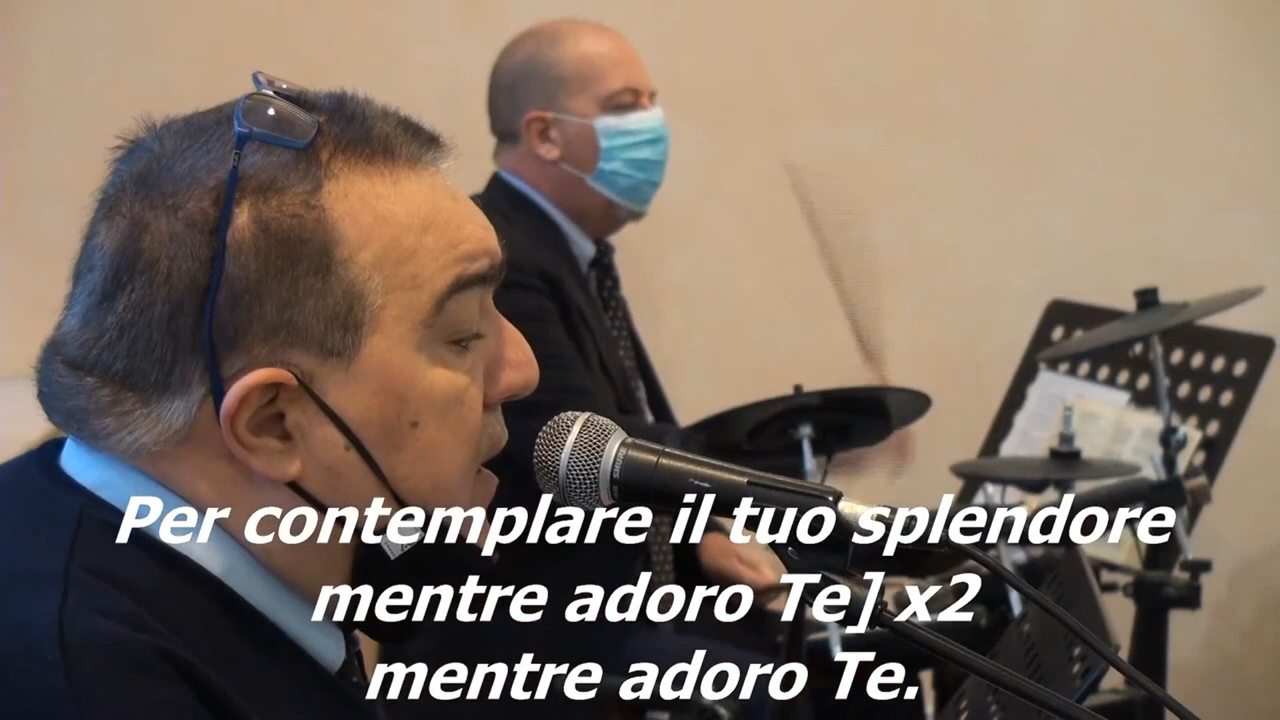 Per contemplare il tuo splendore
mentre adoro Te] x2
mentre adoro Te.